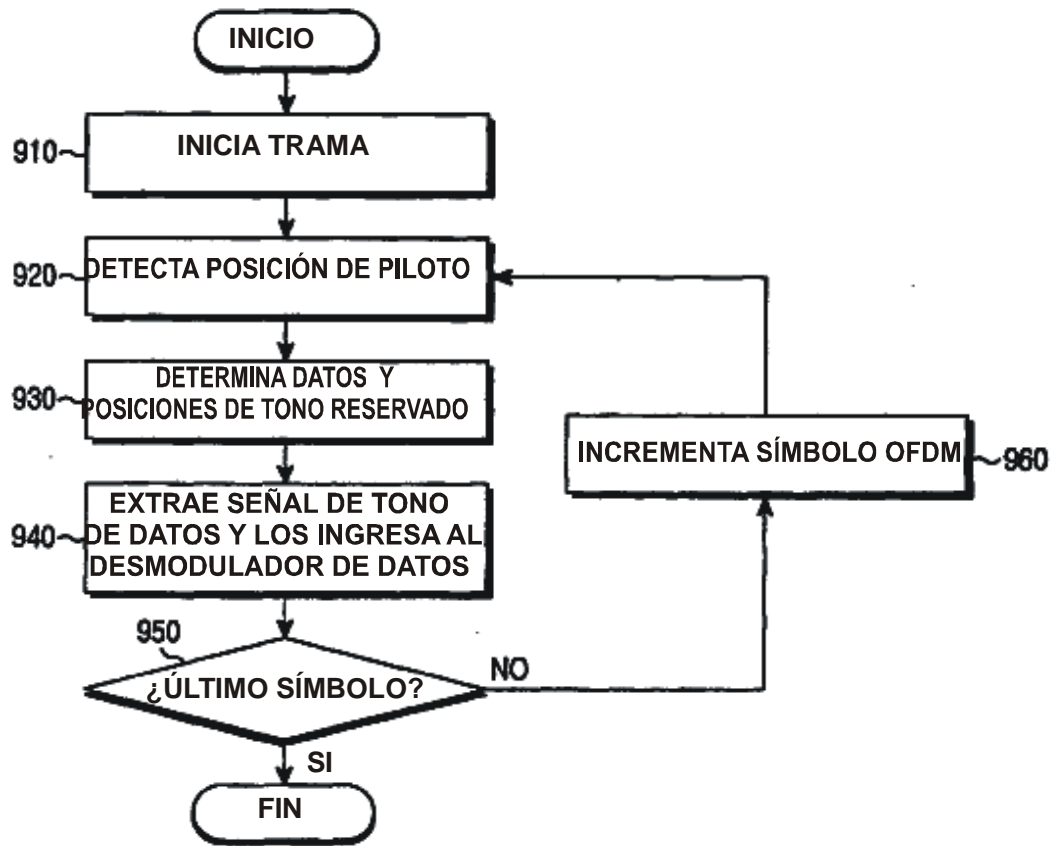 INICIO
910
INICIA TRAMA
920
DETECTA POSICIÓN DE PILOTO
930
DETERMINA DATOS Y
POSICIONES DE TONO RESERVADO
INCREMENTA SÍMBOLO OFDM
960
940
EXTRAE SEÑAL DE TONO
DE DATOS Y LOS INGRESA AL
DESMODULADOR DE DATOS
950
¿ÚLTIMO SÍMBOLO?
NO
SI
FIN